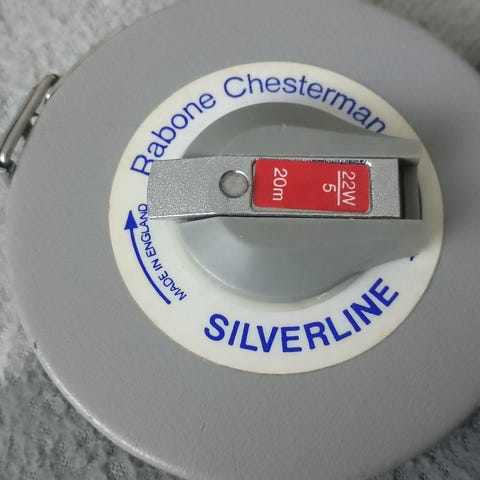 Rabone Chesterman
22W
5
20m
MADE IN ENGLAND
SILVERLINE